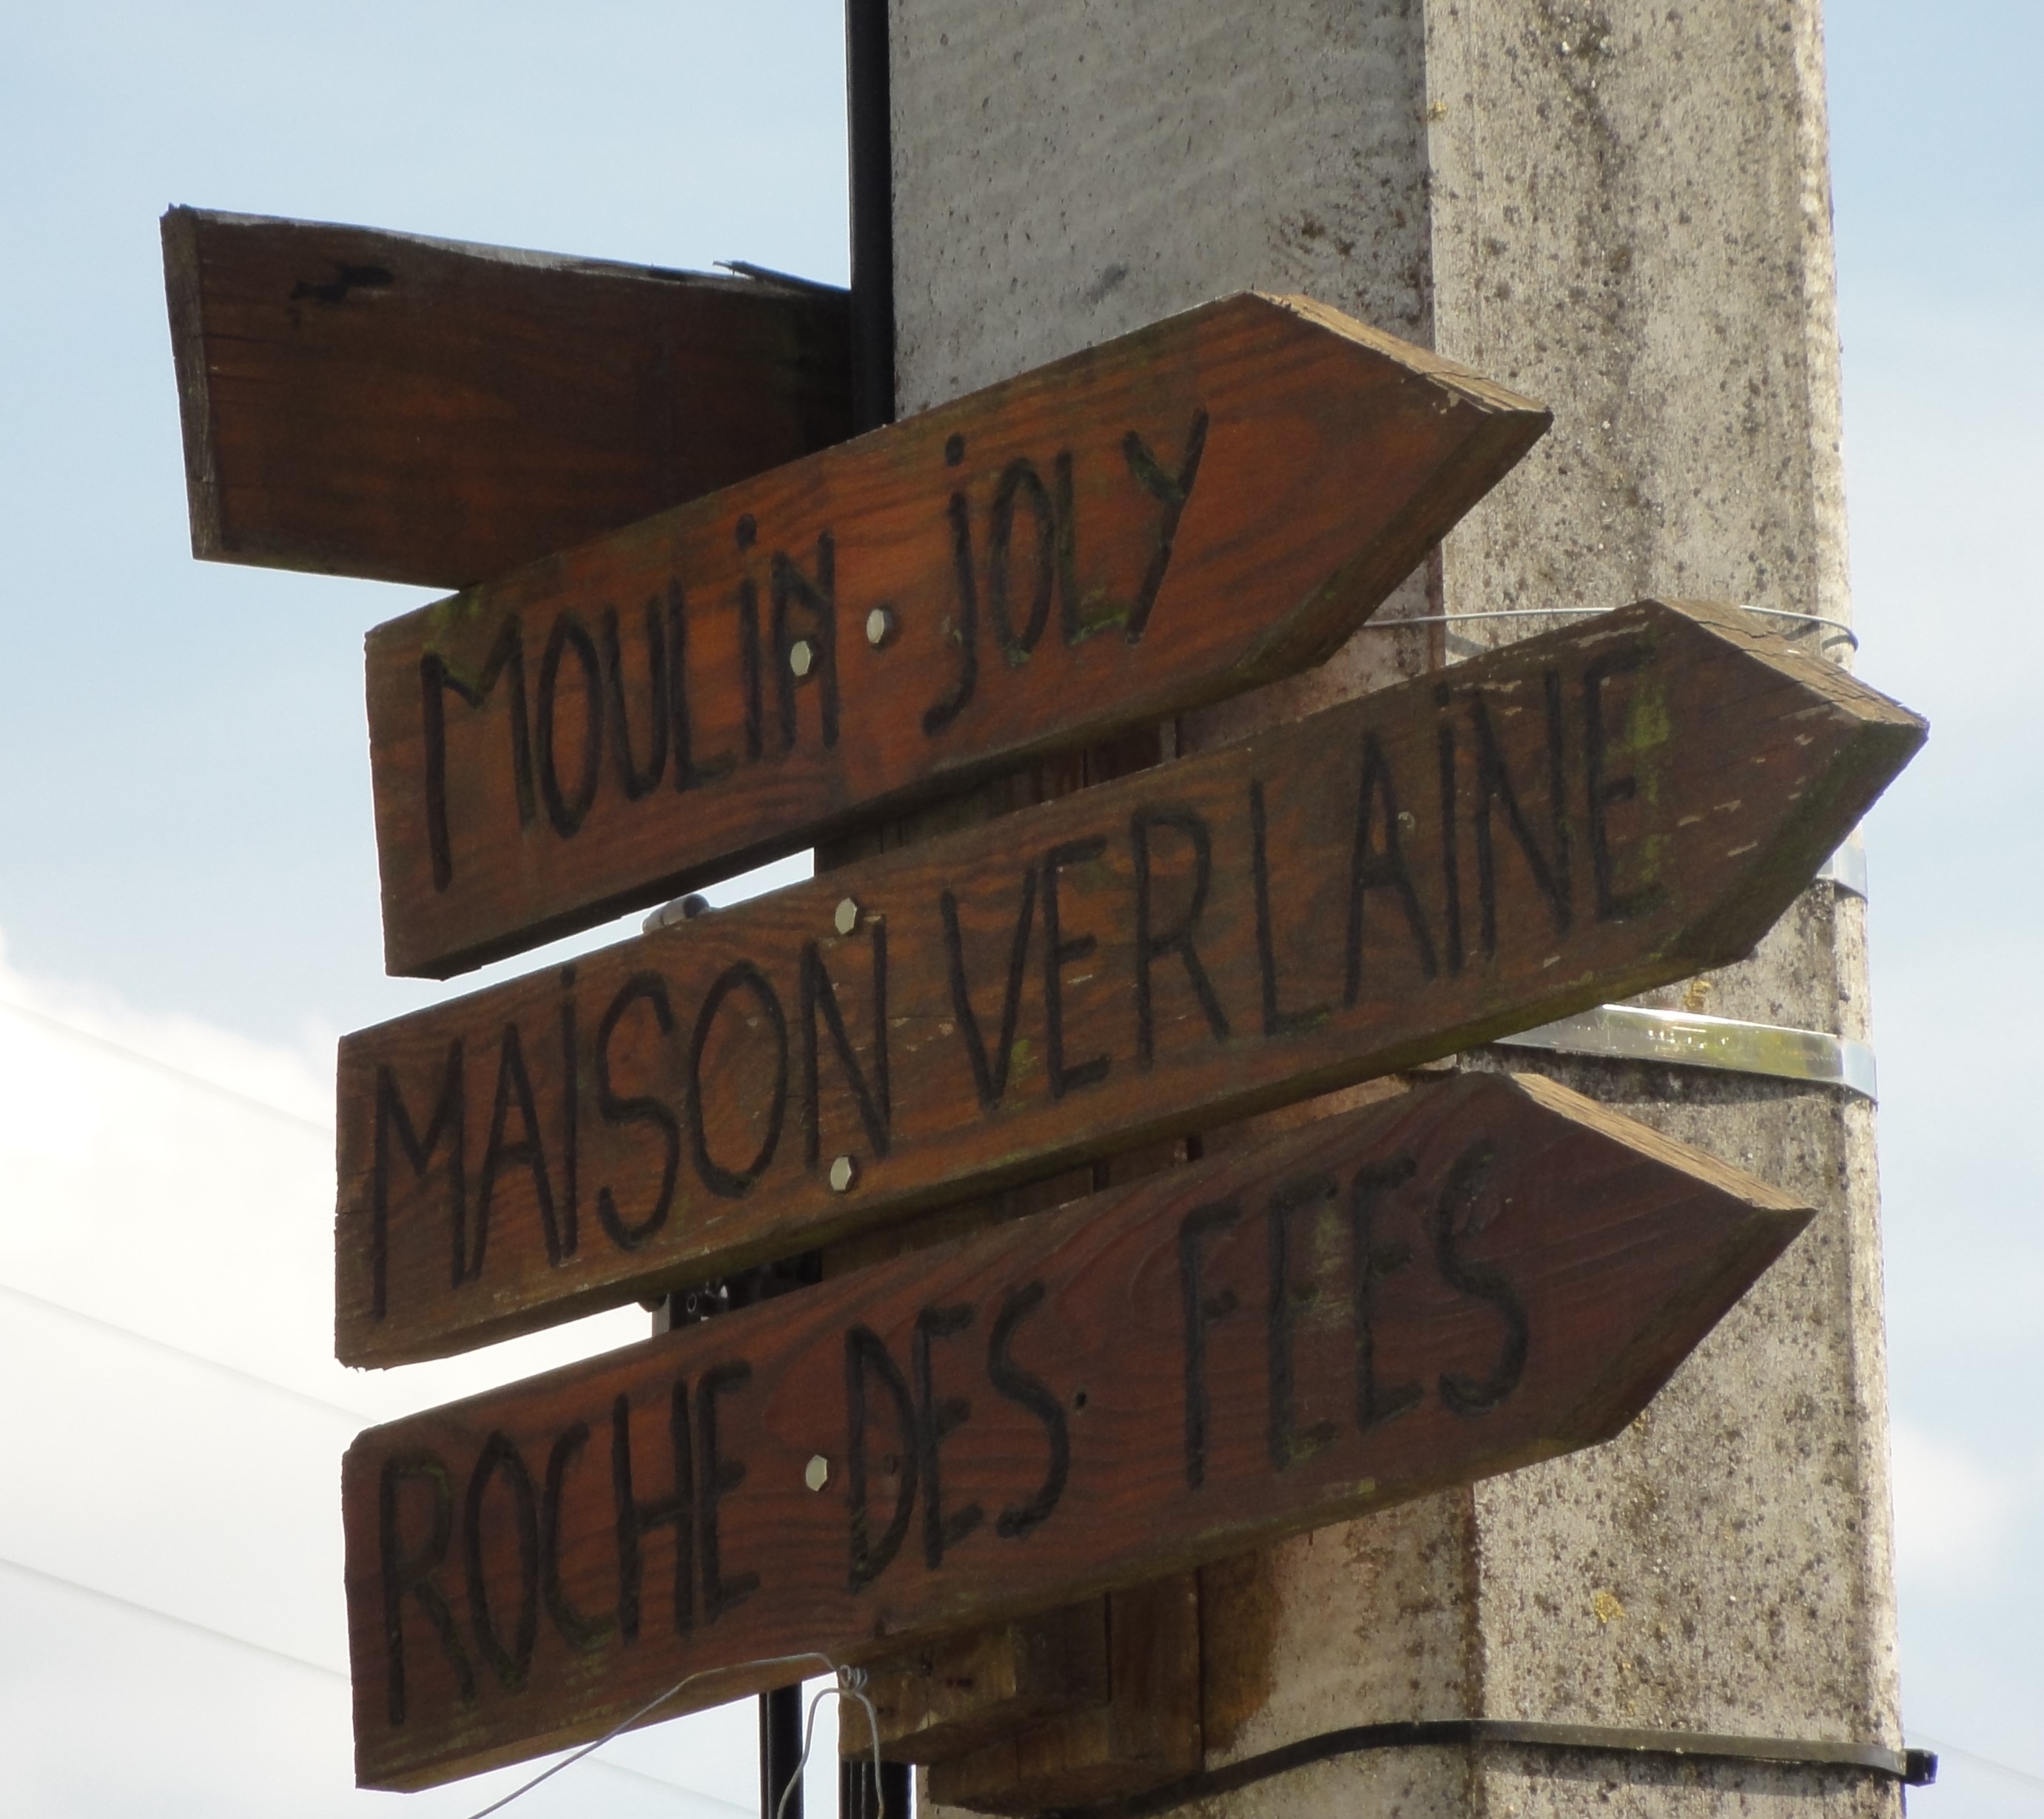 MOULiN JOLY
MAiSON VERLAiNE
ROCHE DES FEES